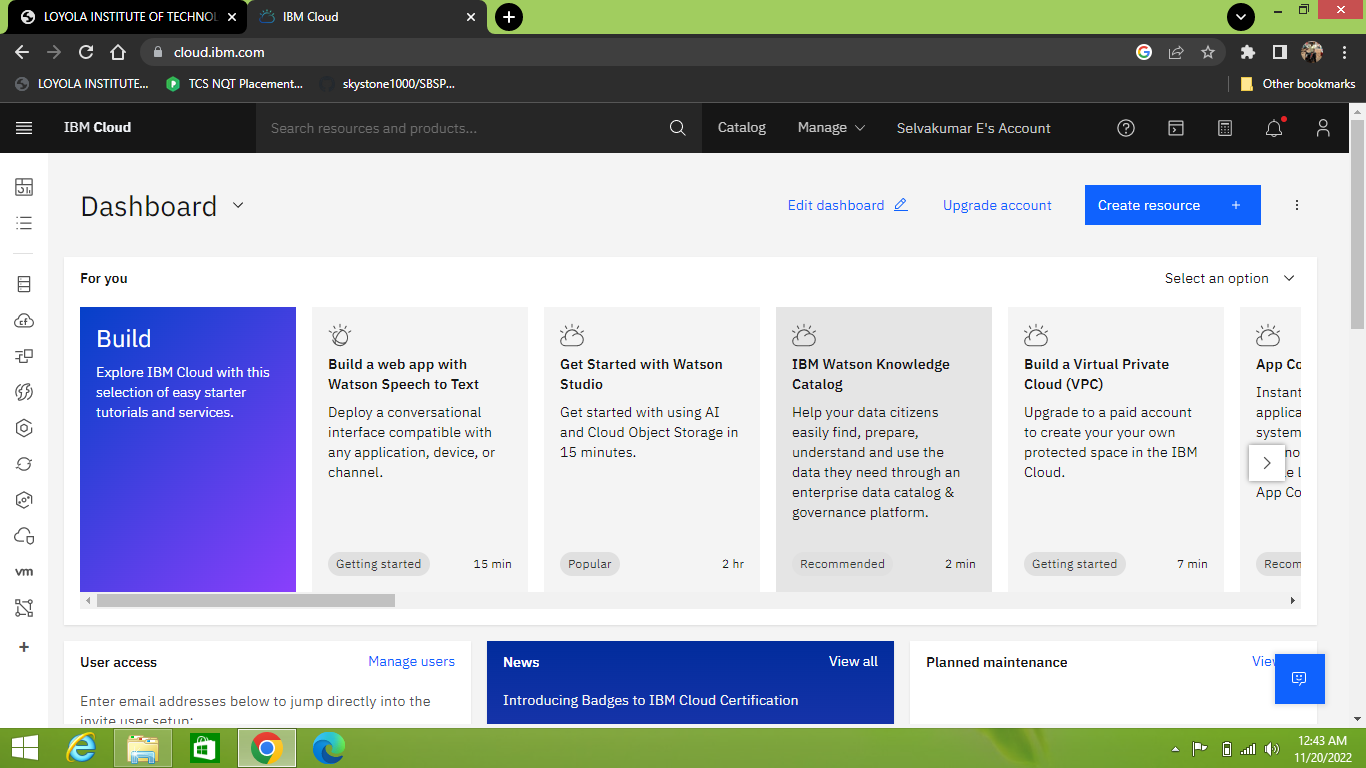 LOYOLA INSTITUTE OF TECHNOL
IBM Cloud
cloud.ibm.com
LOYOLA INSTITUTE...
TCS NQT Placement...
skystone1000/SBSP...
Other bookmarks
IBM Cloud
Search resources and products...
Catalog
Manage
Selvakumar E's Account
Dashboard
Edit dashboard
Upgrade account
Create resource +
For you
Select an option
Build
Explore IBM Cloud with this
selection of easy starter
tutorials and services.
Build a web app with
Watson Speech to Text
Deploy a conversational
interface compatible with
any application, device, or
channel.
Getting started 15 min
Get Started with Watson
Studio
Get started with using AI
and Cloud Object Storage in
15 minutes.
Popular 2 hr
IBM Watson Knowledge
Catalog
Help your data citizens
easily find, prepare,
understand and use the
data they need through an
enterprise data catalog &
governance platform.
Recommended 2 min
Build a Virtual Private
Cloud (VPC)
Upgrade to a paid account
to create your your own
protected space in the IBM
Cloud.
Getting started 7 min
App Co
Instant
applica
system
App Co
Recom
vm
User access
Manage users
Enter email addresses below to jump directly into the
invite user setup:
News
View all
Introducing Badges to IBM Cloud Certification
Planned maintenance
View
12:43 AM
11/20/2022